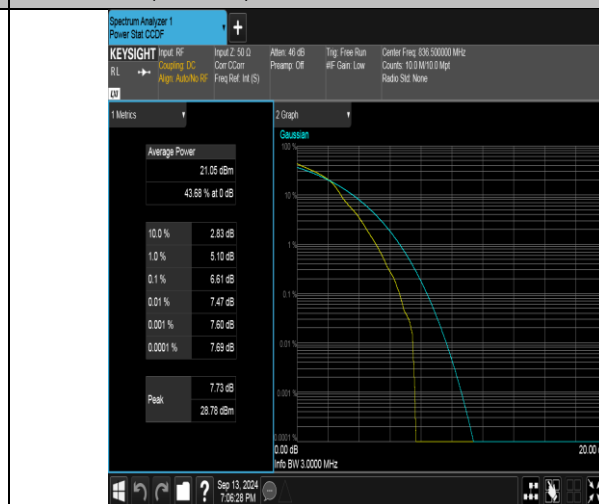 Spectrum Analyzer 1
Power Stat CCDF
+
KEYSIGHT Input: RF Input Z: 50 Ω Atten: 46 dB Trig: Free Run Center Freq: 836.500000 MHz
RL Coupling: DC Corr CCorr Preamp: Off #IF Gain: Low Counts: 10.0 M/10.0 Mpt
Align: Auto/No RF Freq Ref: Int (S) Radio Std: None
LXI
1 Metrics
2 Graph
Gaussian
Average Power
21.05 dBm
43.68 % at 0 dB
10.0 % 2.83 dB
1.0 % 5.10 dB
0.1 % 6.61 dB
0.01 % 7.47 dB
0.001 % 7.60 dB
0.0001 % 7.69 dB
Peak 7.73 dB
28.78 dBm
100 %
10 %
1 %
0.1 %
0.01 %
0.001 %
0.0001 %
0.00 dB 20.00
Info BW 3.0000 MHz
? Sep 13, 2024
7:06:28 PM